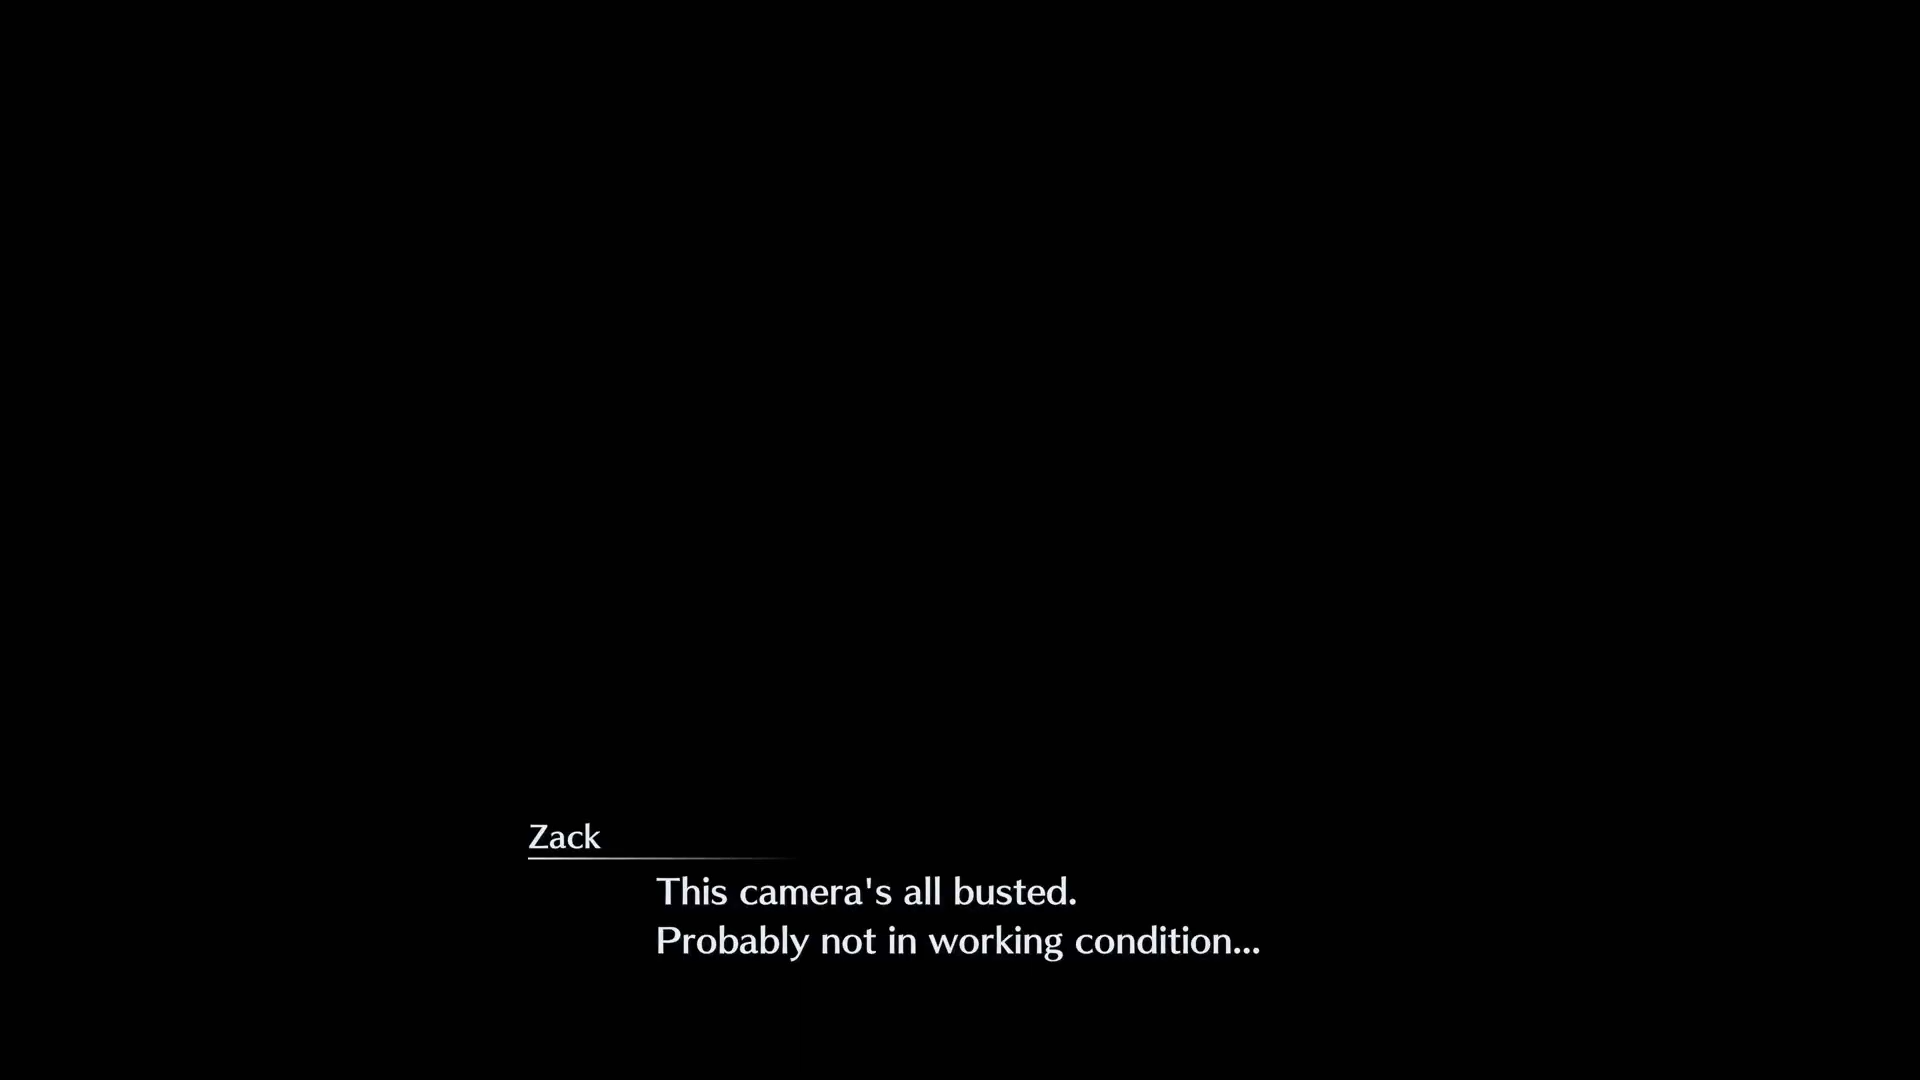 Zack
This camera's all busted.
Probably not in working condition...